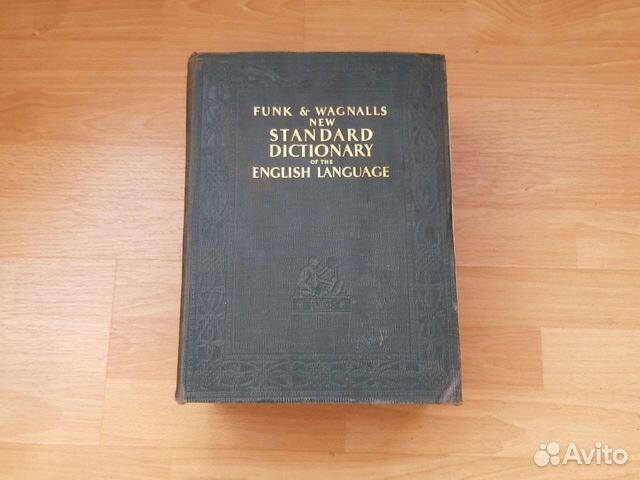 FUNK & WAGNALLS
NEW
STANDARD
DICTIONARY
OF THE
ENGLISH LANGUAGE
Avito